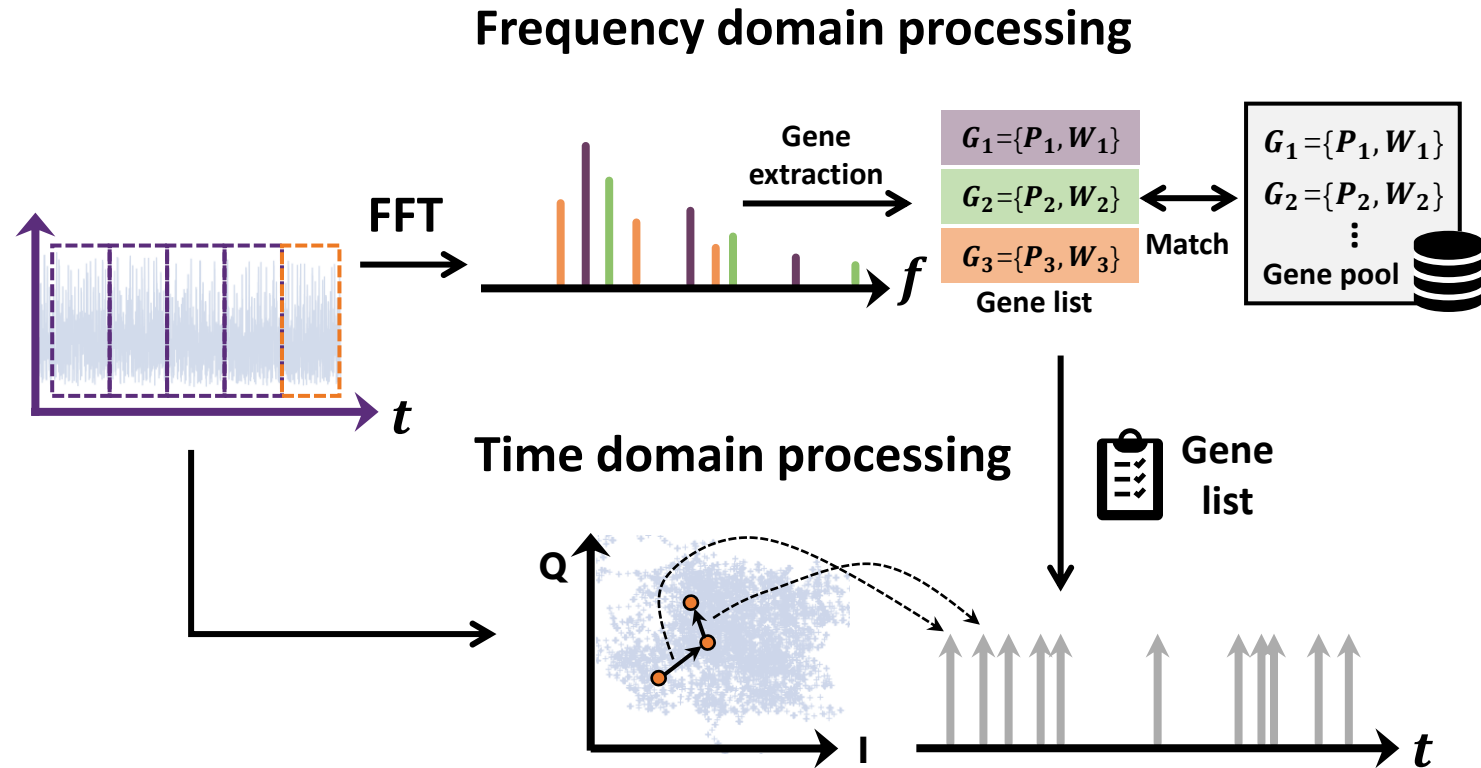 Frequency domain processing
FFT
t
f
Gene
extraction
G₁={P₁, W₁}
G₂={P₂, W₂}
G₃={P₃, W₃}
Gene list
Match
G₁={P₁, W₁}
G₂={P₂, W₂}
⋮
Gene pool
Time domain processing
Gene
list
Q
I
t